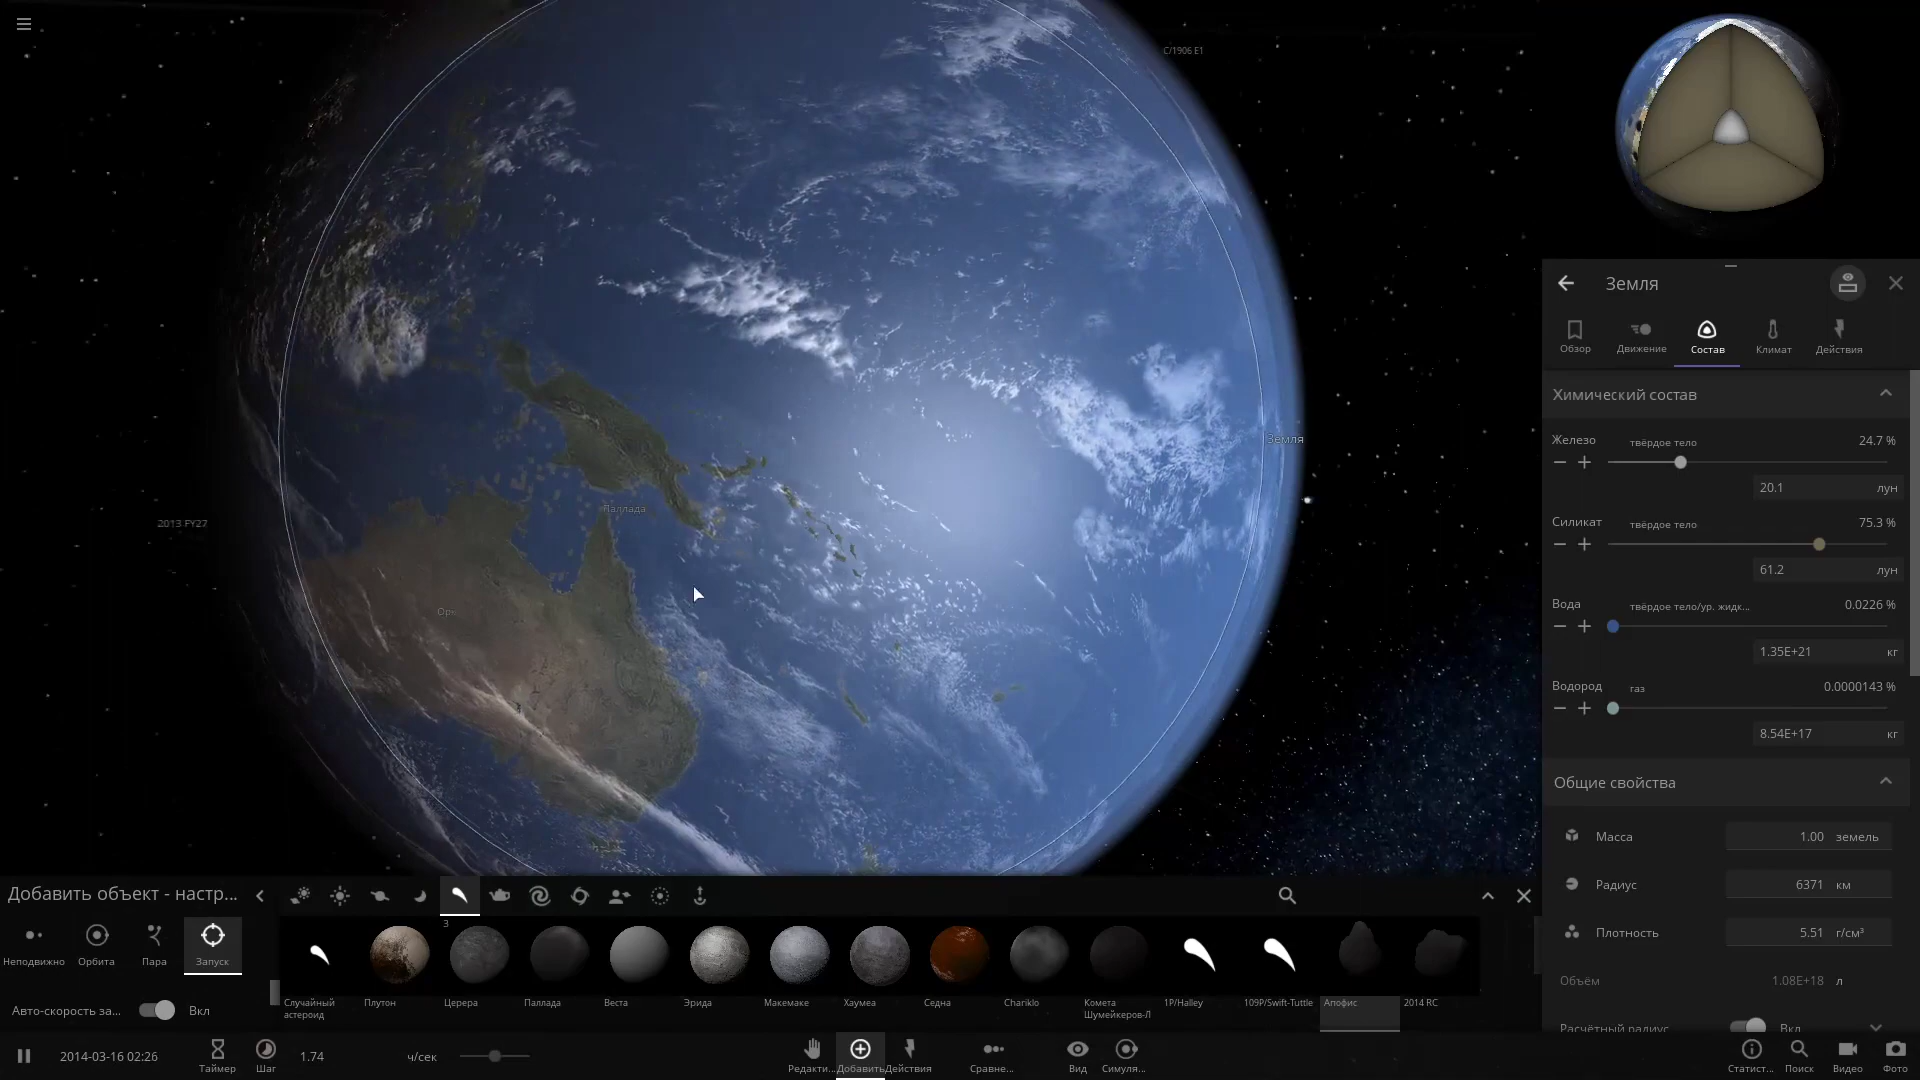 C/1906 E1
Земля
Паллада
2013 FY27
Орк
Земля
Обзор
Движение
Состав
Климат
Действия
Химический состав
Железо твёрдое тело 24.7 %
20.1 лун
Силикат твёрдое тело 75.3 %
61.2 лун
Вода твёрдое тело/ур. жидк... 0.0226 %
1.35E+21 кг
Водород газ 0.0000143 %
8.54E+17 кг
Общие свойства
Масса 1.00 земель
Радиус 6371 км
Плотность 5.51 г/см³
Объём 1.08E+18 л
Расчётный радиус Вкл
Добавить объект - настр...
Неподвижно
Орбита
Пара
Запуск
Авто-скорость за... Вкл
3
Случайный
астероид
Плутон
Церера
Паллада
Веста
Эрида
Макемаке
Хаумеа
Седна
Chariklo
Комета
Шумейкеров-Л
1P/Halley
109P/Swift-Tuttle
Апофис
2014 RC
2014-03-16 02:26
Таймер
Шаг
1.74
ч/сек
Редакти...
Добавить
Действия
Сравне...
Вид
Симуля...
Статист...
Поиск
Видео
Фото